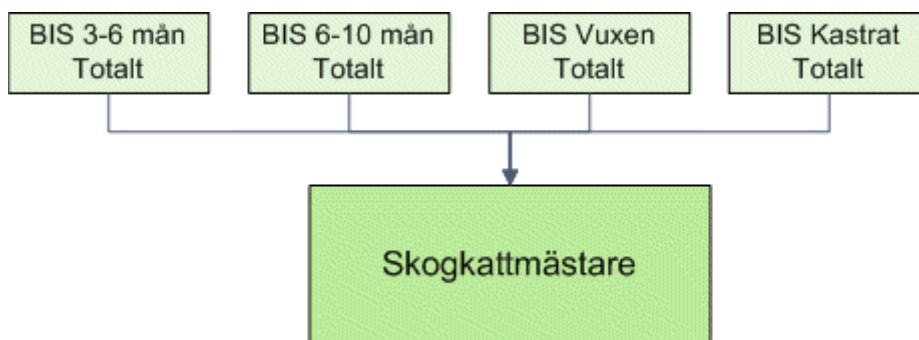 BIS 3-6 mån
Totalt
BIS 6-10 mån
Totalt
BIS Vuxen
Totalt
BIS Kastrat
Totalt
Skogkattmästare